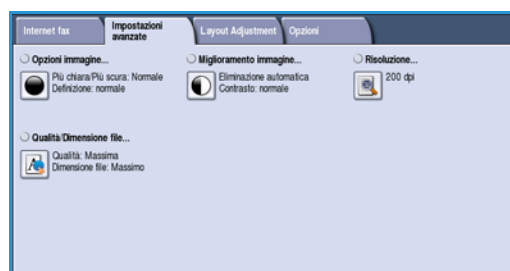 Internet fax
Impostazioni
avanzate
Layout Adjustment
Opzioni
Opzioni immagine...
Più chiara/Più scura: Normale
Definizione: normale
Miglioramento immagine...
Eliminazione automatica
Contrasto: normale
Risoluzione...
200 dpi
Qualità/Dimensione file...
Qualità: Massima
Dimensione file: Massimo